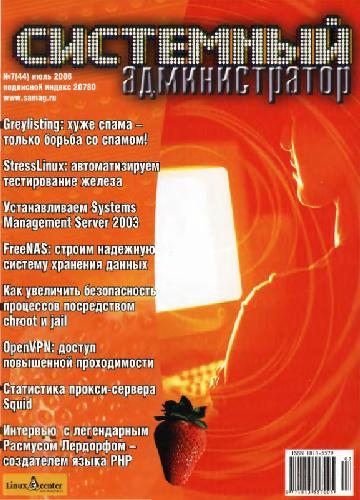 СИСТЕМНЫЙ
администратор
№7(44) июль 2006
подписной индекс 20780
www.samag.ru
Greylisting: хуже спама –
только борьба со спамом!
StressLinux: автоматизируем
тестирование железа
Устанавливаем Systems
Management Server 2003
FreeNAS: строим надежную
систему хранения данных
Как увеличить безопасность
процессов посредством
chroot и jail
OpenVPN: доступ
повышенной проходимости
Статистика прокси-сервера
Squid
Интервью с легендарным
Расмусом Лердорфом –
создателем языка PHP
Linux center